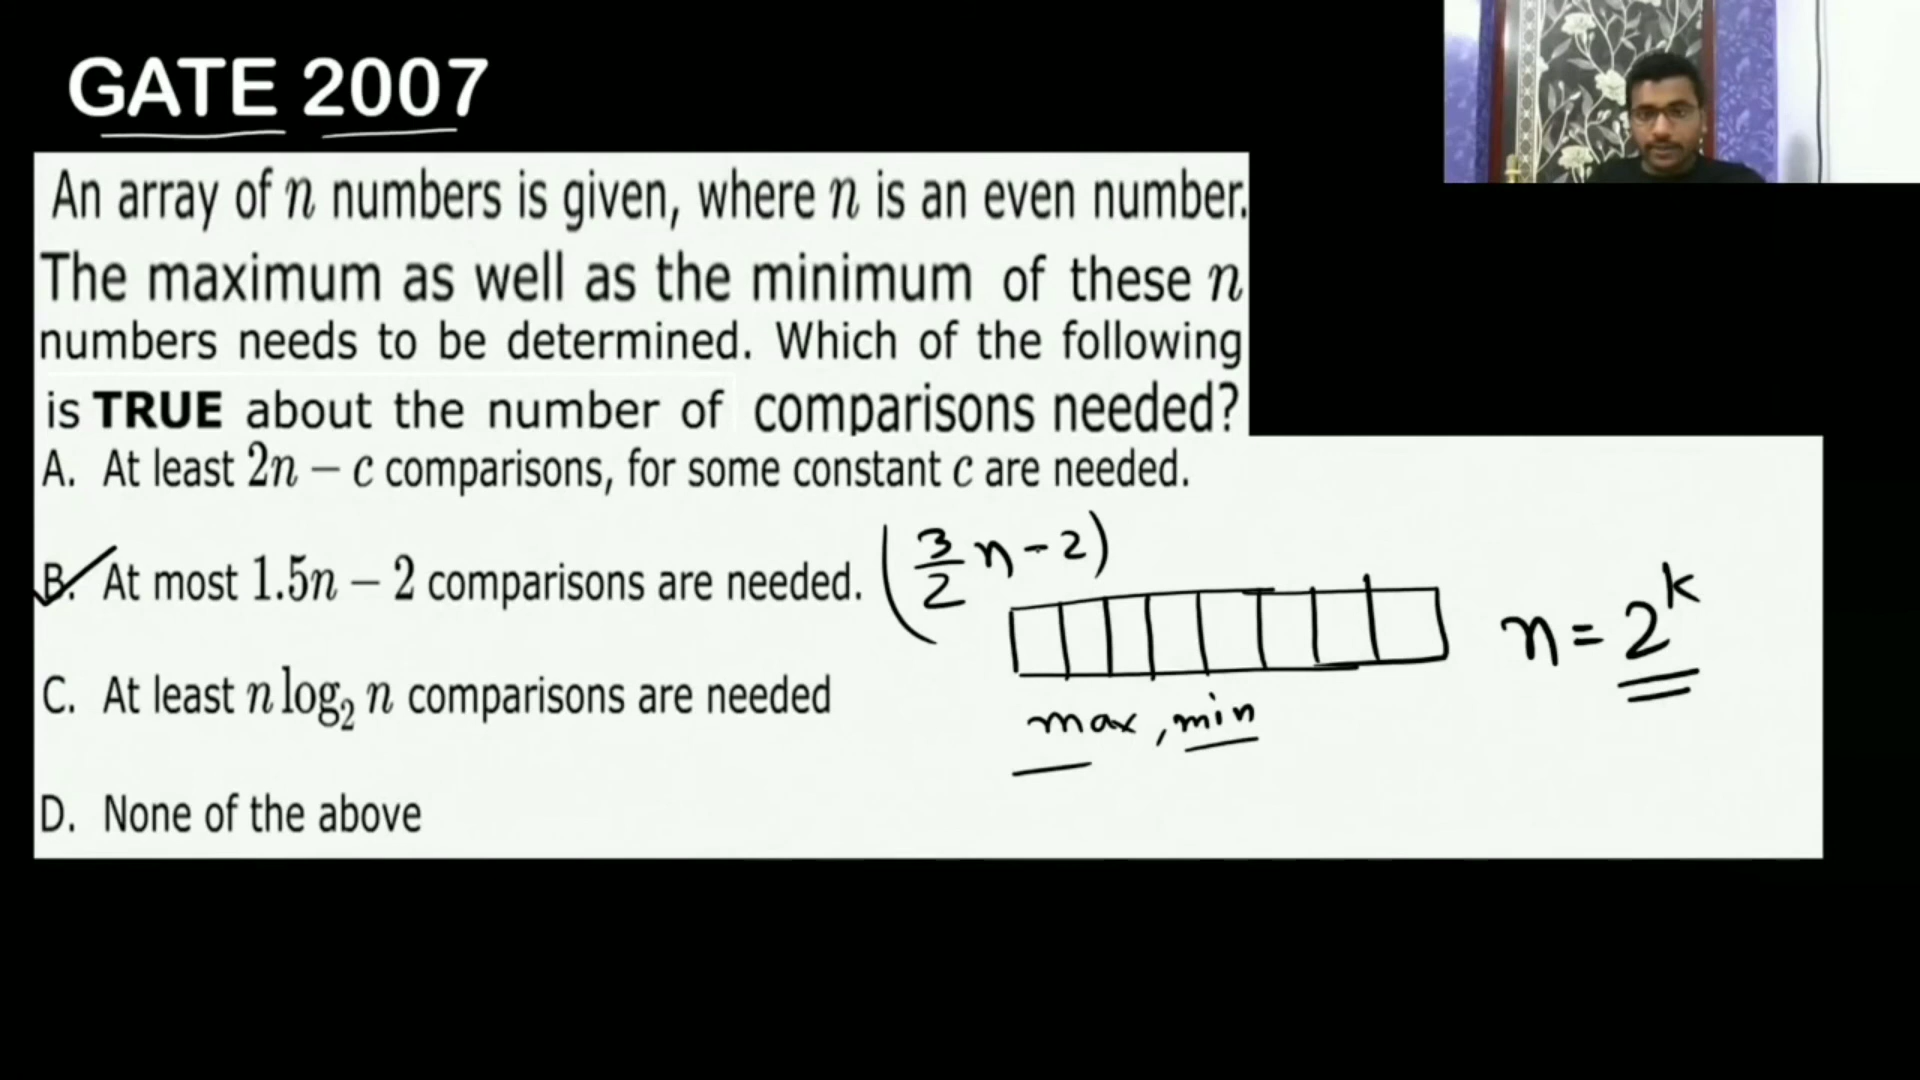 GATE 2007
An array of n numbers is given, where n is an even number.
The maximum as well as the minimum of these n
numbers needs to be determined. Which of the following
is TRUE about the number of comparisons needed?
A. At least 2n − c comparisons, for some constant c are needed.
B. At most 1.5n − 2 comparisons are needed. (3/2 n - 2)
n = 2^k
C. At least n log₂ n comparisons are needed
max, min
D. None of the above